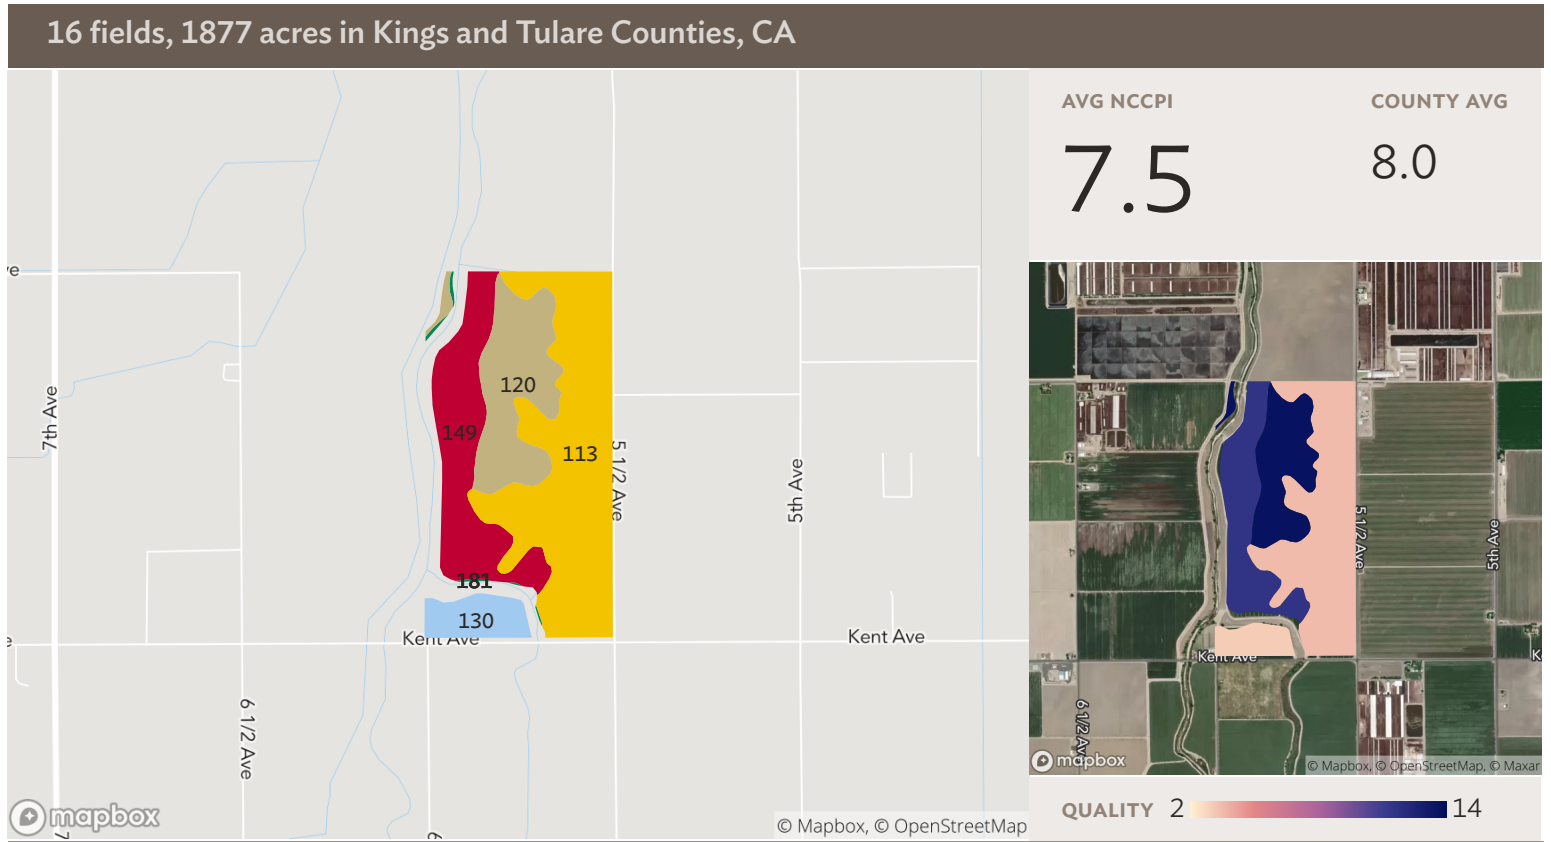 16 fields, 1877 acres in Kings and Tulare Counties, CA
AVG NCCPI
7.5
COUNTY AVG
8.0
7th Ave
120
149
113
5 1/2 Ave
5th Ave
181
130
Kent Ave
Kent Ave
6 1/2 Ave
7
6
mapbox
© Mapbox, © OpenStreetMap
5 1/2 Ave
5th Ave
Kent Ave
K
6 1/2 Ave
mapbox
© Mapbox, © OpenStreetMap, © Maxar
QUALITY 2 14